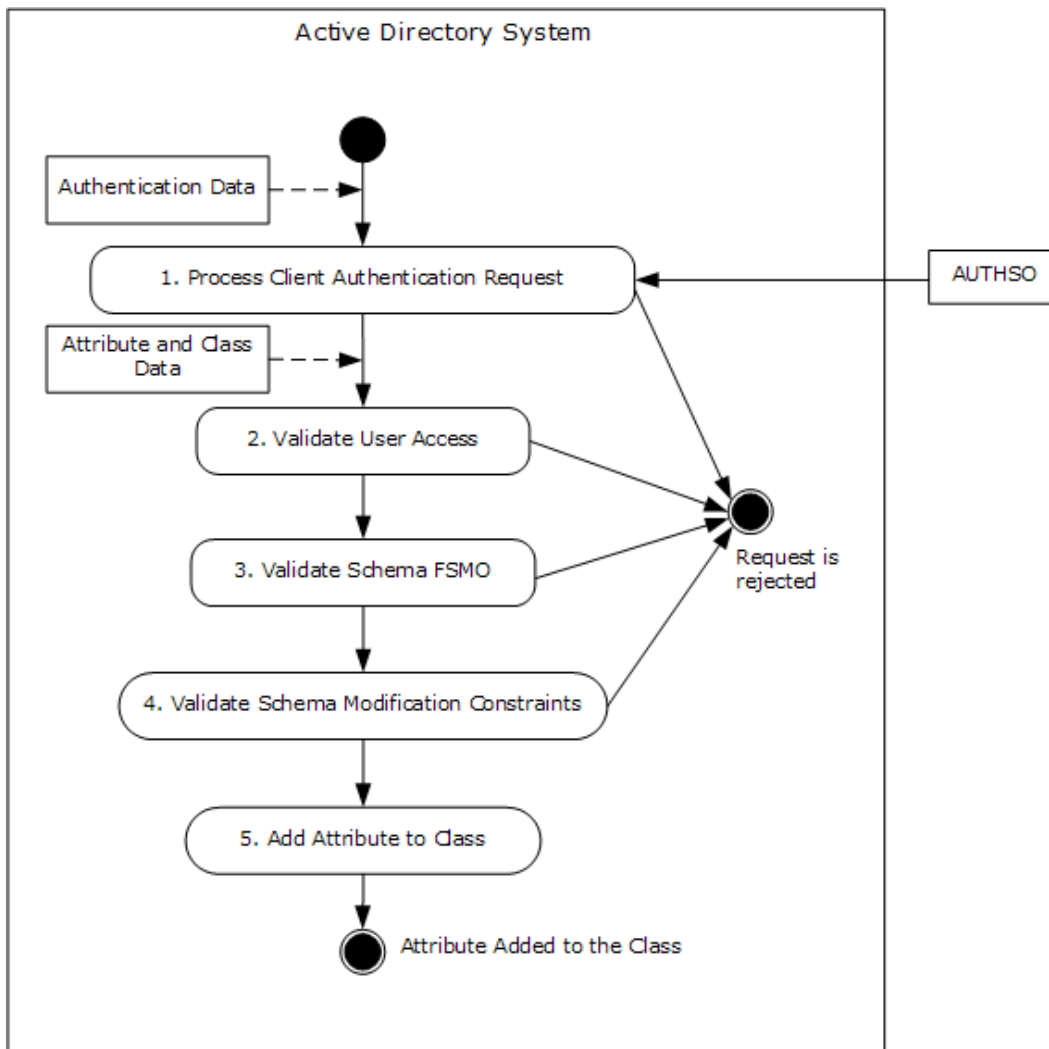 Active Directory System
Authentication Data
1. Process Client Authentication Request
AUTHSO
Attribute and Class
Data
2. Validate User Access
Request is
rejected
3. Validate Schema FSMO
4. Validate Schema Modification Constraints
5. Add Attribute to Class
Attribute Added to the Class